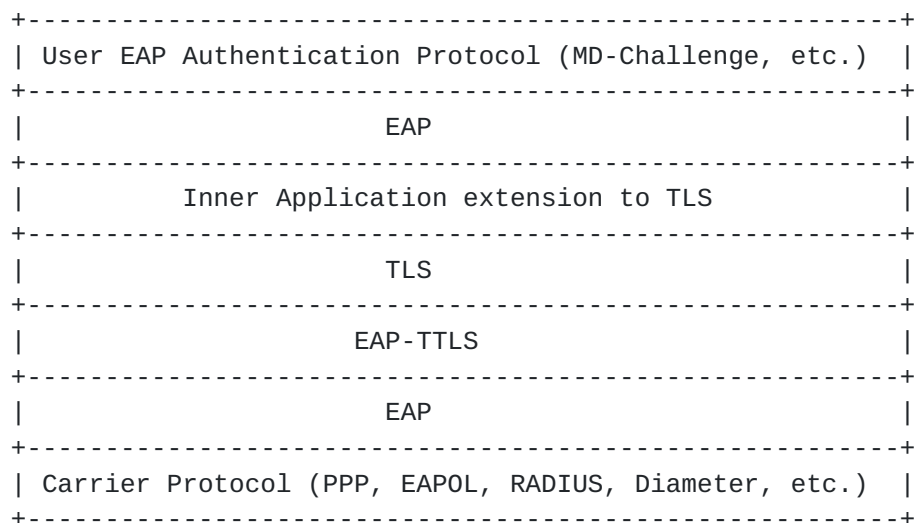 +--------------------------------------------------------+
| User EAP Authentication Protocol (MD-Challenge, etc.)  |
+--------------------------------------------------------+
|                       EAP                              |
+--------------------------------------------------------+
|          Inner Application extension to TLS            |
+--------------------------------------------------------+
|                       TLS                              |
+--------------------------------------------------------+
|                     EAP-TTLS                           |
+--------------------------------------------------------+
|                       EAP                              |
+--------------------------------------------------------+
| Carrier Protocol (PPP, EAPOL, RADIUS, Diameter, etc.)  |
+--------------------------------------------------------+